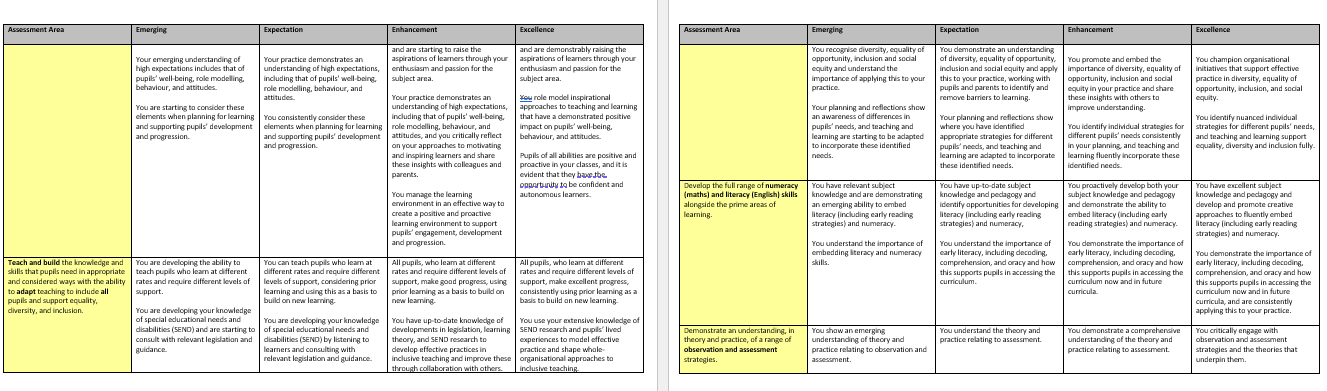 Assessment Area
Emerging
Expectation
Enhancement
Excellence
Your emerging understanding of
high expectations includes that of
pupils' well-being, role modelling,
behaviour, and attitudes.
You are starting to consider these
elements when planning for learning
and supporting pupils' development
and progression.
Your practice demonstrates an
understanding of high expectations,
including that of pupils' well-being,
role modelling, behaviour, and
attitudes.
You consistently consider these
elements when planning for learning
and supporting pupils' development
and progression.
and are starting to raise the
aspirations of learners through your
enthusiasm and passion for the
subject area.
Your practice demonstrates an
understanding of high expectations,
including that of pupils' well-being,
role modelling, behaviour, and
attitudes, and you critically reflect
on your approaches to motivating
and inspiring learners and share
these insights with colleagues and
parents.
You manage the learning
environment in an effective way to
create a positive and proactive
learning environment to support
pupils' engagement, development
and progression.
and are demonstrably raising the
aspirations of learners through your
enthusiasm and passion for the
subject area.
You role model inspirational
approaches to teaching and learning
that have a demonstrated positive
impact on pupils' well-being,
behaviour, and attitudes.
Pupils of all abilities are positive and
proactive in your classes, and it is
evident that they have the
opportunity to be confident and
autonomous learners.
Teach and build the knowledge and
skills that pupils need in appropriate
and considered ways with the ability
to adapt teaching to include all
pupils and support equality,
diversity, and inclusion.
You are developing the ability to
teach pupils who learn at different
rates and require different levels of
support.
You are developing your knowledge
of special educational needs and
disabilities (SEND) and are starting to
consult with relevant legislation and
guidance.
You can teach pupils who learn at
different rates and require different
levels of support, considering prior
learning and using this as a basis to
build on new learning.
You are developing your knowledge
of special educational needs and
disabilities (SEND) by listening to
learners and consulting with
relevant legislation and guidance.
All pupils, who learn at different
rates and require different levels of
support, make good progress, using
prior learning as a basis to build on
new learning.
You have up-to-date knowledge of
developments in legislation, learning
theory, and SEND research to
develop effective practices in
inclusive teaching and improve these
through collaboration with others.
All pupils, who learn at different
rates and require different levels of
support, make excellent progress,
consistently using prior learning as a
basis to build on new learning.
You use your extensive knowledge of
SEND research and pupils' lived
experiences to model effective
practice and shape whole-
organisational approaches to
inclusive teaching.
Assessment Area
Emerging
Expectation
Enhancement
Excellence
You recognise diversity, equality of
opportunity, inclusion and social
equity and understand the
importance of applying this to your
practice.
Your planning and reflections show
an awareness of differences in
pupils' needs, and teaching and
learning are starting to be adapted
to incorporate these identified
needs.
You demonstrate an understanding
of diversity, equality of opportunity,
inclusion and social equity and apply
this to your practice, working with
pupils and parents to identify and
remove barriers to learning.
Your planning and reflections show
where you have identified
appropriate strategies for different
pupils' needs, and teaching and
learning are adapted to incorporate
these identified needs.
You promote and embed the
importance of diversity, equality of
opportunity, inclusion and social
equity in your practice and share
these insights with others to
improve understanding.
You identify individual strategies for
different pupils' needs consistently
in your planning, and teaching and
learning fluently incorporate these
identified needs.
You champion organisational
initiatives that support effective
practice in diversity, equality of
opportunity, inclusion, and social
equity.
You identify nuanced individual
strategies for different pupils' needs,
and teaching and learning support
equality, diversity and inclusion fully.
Develop the full range of numeracy
(maths) and literacy (English) skills
alongside the prime areas of
learning.
You have relevant subject
knowledge and are demonstrating
an emerging ability to embed
literacy (including early reading
strategies) and numeracy.
You understand the importance of
embedding literacy and numeracy
skills.
You have up-to-date subject
knowledge and pedagogy and
identify opportunities for developing
literacy (including early reading
strategies) and numeracy,
You understand the importance of
early literacy, including decoding,
comprehension, and oracy and how
this supports pupils in accessing the
curriculum.
You proactively develop both your
subject knowledge and pedagogy
and demonstrate the ability to
embed literacy (including early
reading strategies) and numeracy.
You demonstrate the importance of
early literacy, including decoding,
comprehension, and oracy and how
this supports pupils in accessing the
curriculum now and in future
curricula.
You have excellent subject
knowledge and pedagogy and
develop and promote creative
approaches to fluently embed
literacy (including early reading
strategies) and numeracy.
You demonstrate the importance of
early literacy, including decoding,
comprehension, and oracy and how
this supports pupils in accessing the
curriculum now and in future
curricula, and are consistently
applying this to your practice.
Demonstrate an understanding, in
theory and practice, of a range of
observation and assessment
strategies.
You show an emerging
understanding of theory and
practice relating to observation and
assessment.
You understand the theory and
practice relating to assessment.
You demonstrate a comprehensive
understanding of the theory and
practice relating to assessment.
You critically engage with
observation and assessment
strategies and the theories that
underpin them.